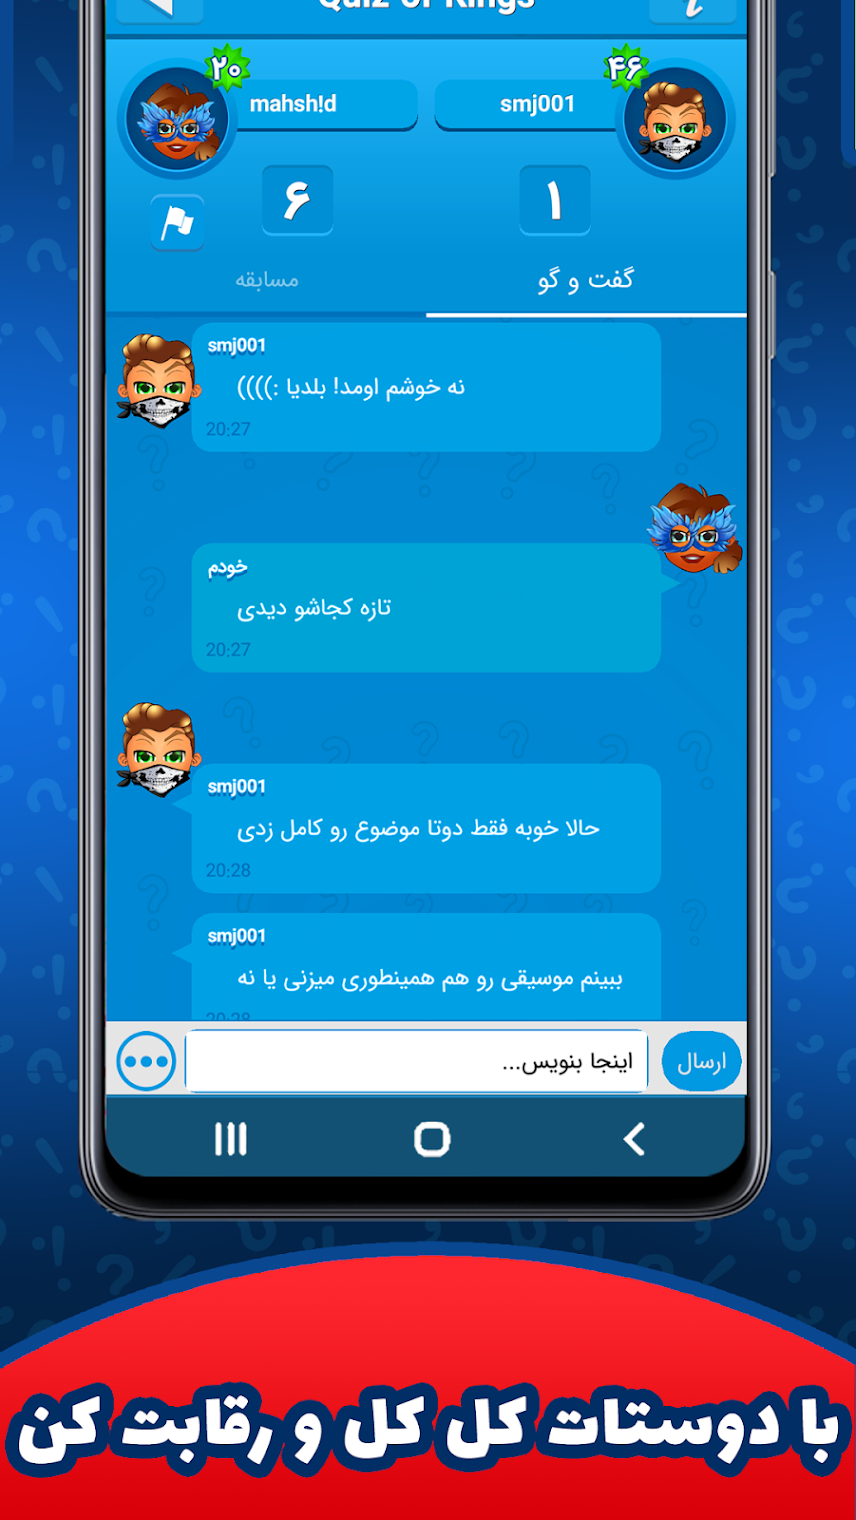 Quiz of Kings
i
۲۰
mahsh!d
smj001
۴۶
۶
۱
مسابقه
گفت و گو
smj001
نه خوشم اومد! بلدیا :))))
20:27
خودم
تازه کجاشو دیدی
20:27
smj001
حالا خوبه فقط دوتا موضوع رو کامل زدی
20:28
smj001
ببینم موسیقی رو هم همینطوری میزنی یا نه
20:28
اینجا بنویس...
ارسال
با دوستات کل کل و رقابت کن